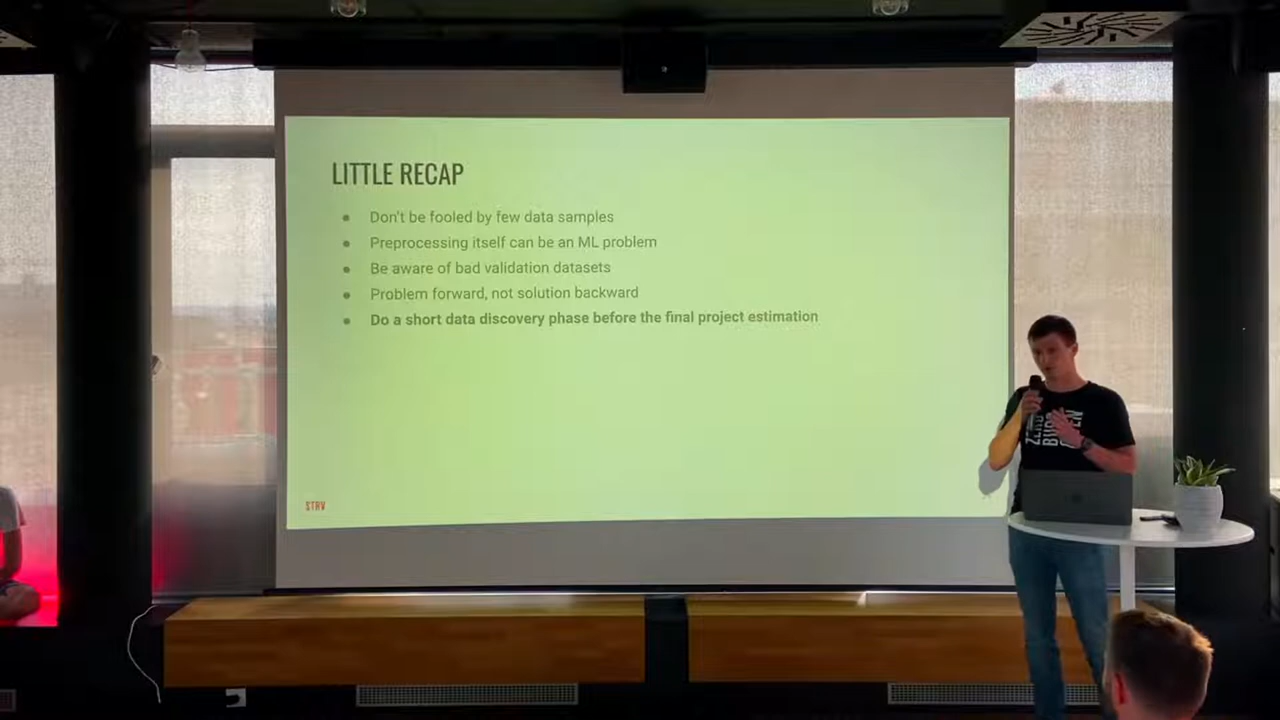 LITTLE RECAP
Don't be fooled by few data samples
Preprocessing itself can be an ML problem
Be aware of bad validation datasets
Problem forward, not solution backward
Do a short data discovery phase before the final project estimation
STRV